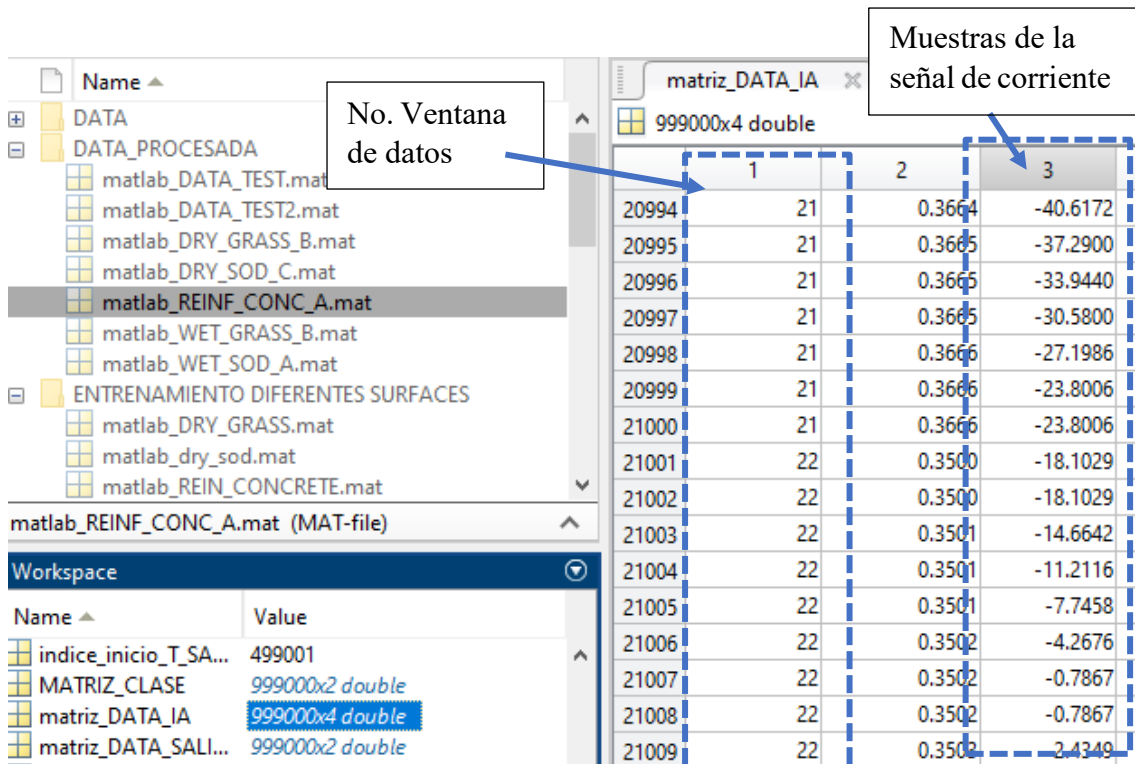 Muestras de la
señal de corriente
No. Ventana
de datos
Name
DATA
DATA_PROCESADA
matlab_DATA_TEST.mat
matlab_DATA_TEST2.mat
matlab_DRY_GRASS_B.mat
matlab_DRY_SOD_C.mat
matlab_REINF_CONC_A.mat
matlab_WET_GRASS_B.mat
matlab_WET_SOD_A.mat
ENTRENAMIENTO DIFERENTES SURFACES
matlab_DRY_GRASS.mat
matlab_dry_sod.mat
matlab_REIN_CONCRETE.mat
matlab_REINF_CONC_A.mat (MAT-file)
Workspace
Name Value
indice_inicio_T_SA... 499001
MATRIZ_CLASE 999000x2 double
matriz_DATA_IA 999000x4 double
matriz_DATA_SALI... 999000x2 double
matriz_DATA_IA
999000x4 double
1 2 3
20994 21 0.3664 -40.6172
20995 21 0.3665 -37.2900
20996 21 0.3665 -33.9440
20997 21 0.3665 -30.5800
20998 21 0.3666 -27.1986
20999 21 0.3666 -23.8006
21000 21 0.3666 -23.8006
21001 22 0.3500 -18.1029
21002 22 0.3500 -18.1029
21003 22 0.3501 -14.6642
21004 22 0.3501 -11.2116
21005 22 0.3501 -7.7458
21006 22 0.3502 -4.2676
21007 22 0.3502 -0.7867
21008 22 0.3502 -0.7867
21009 22 0.3503 2.4349